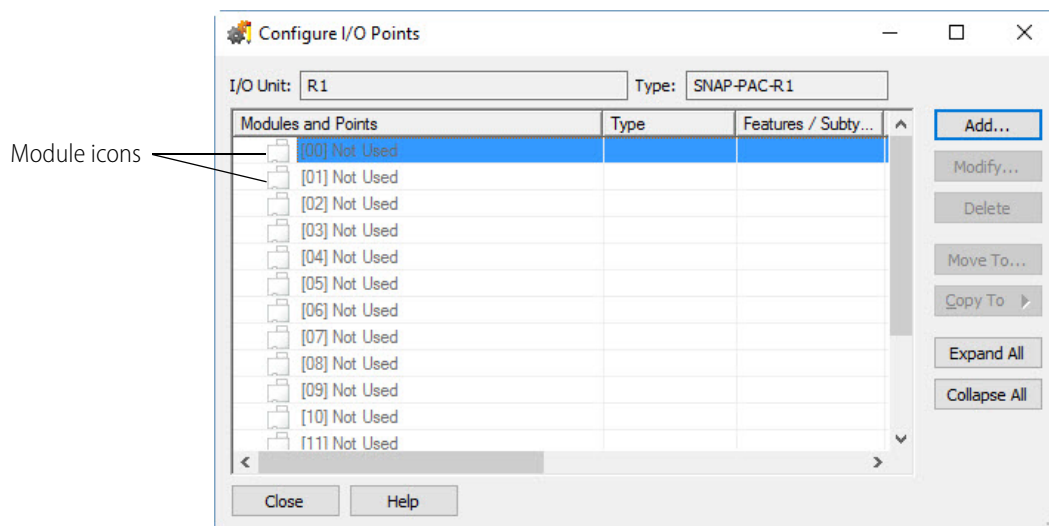 Configure I/O Points
I/O Unit: R1 Type: SNAP-PAC-R1
Modules and Points Type Features / Subty...
Module icons
[00] Not Used
[01] Not Used
[02] Not Used
[03] Not Used
[04] Not Used
[05] Not Used
[06] Not Used
[07] Not Used
[08] Not Used
[09] Not Used
[10] Not Used
[11] Not Used
Add...
Modify...
Delete
Move To...
Copy To
Expand All
Collapse All
Close Help